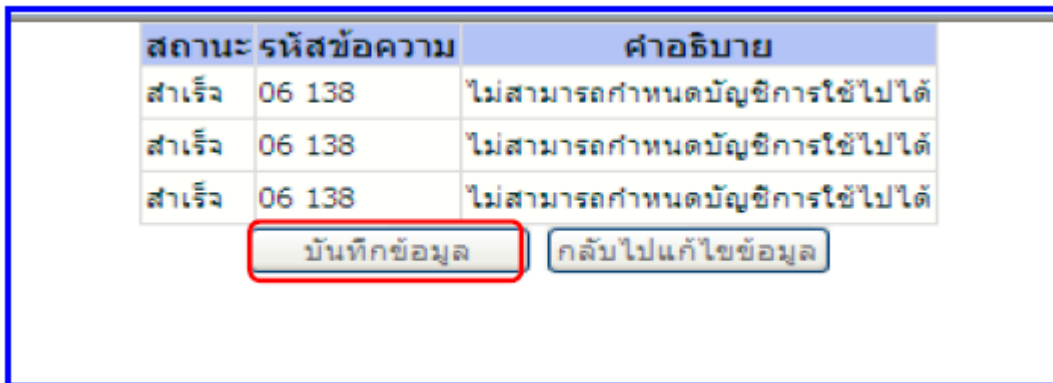 สถานะ รหัสข้อความ คำอธิบาย
สำเร็จ 06 138 ไม่สามารถกำหนดบัญชีการใช้ไปได้
สำเร็จ 06 138 ไม่สามารถกำหนดบัญชีการใช้ไปได้
สำเร็จ 06 138 ไม่สามารถกำหนดบัญชีการใช้ไปได้
บันทึกข้อมูล กลับไปแก้ไขข้อมูล